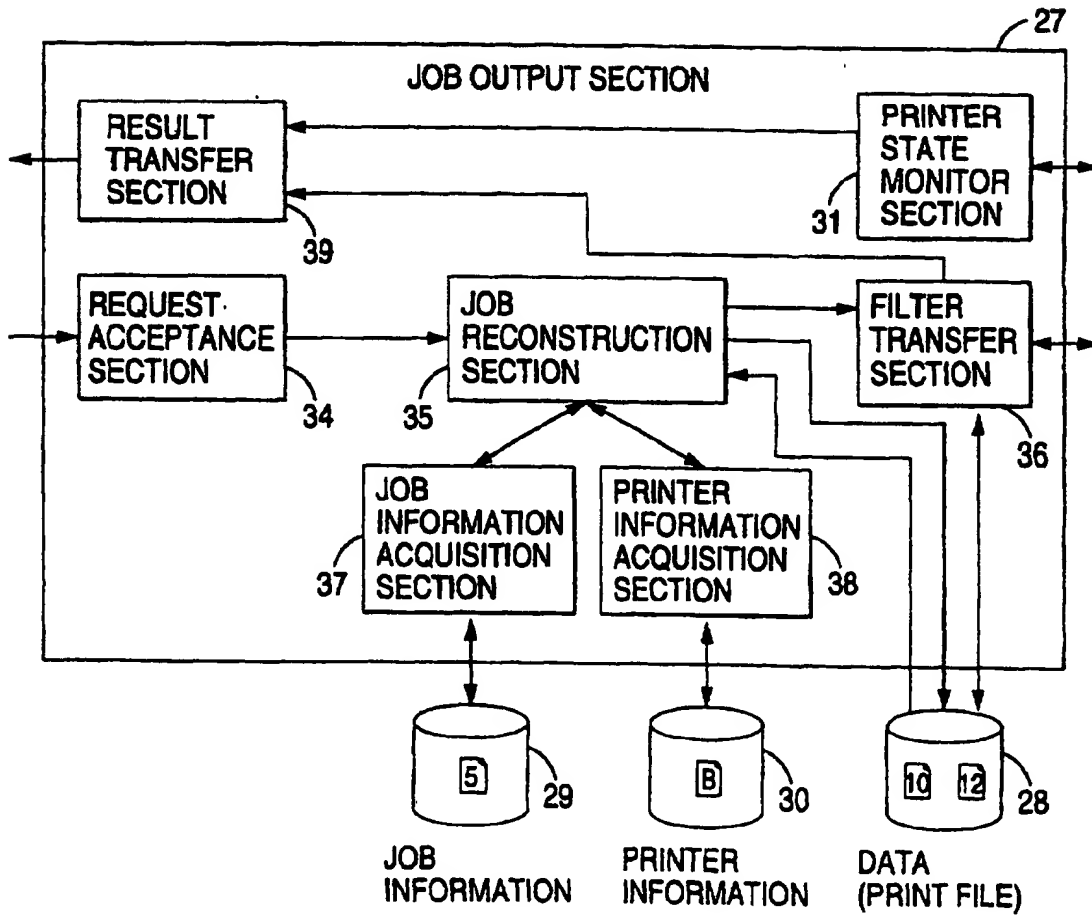 27
JOB OUTPUT SECTION
RESULT
TRANSFER
SECTION
39
PRINTER
STATE
MONITOR
SECTION
31
REQUEST
ACCEPTANCE
SECTION
34
JOB
RECONSTRUCTION
SECTION
35
FILTER
TRANSFER
SECTION
36
JOB
INFORMATION
ACQUISITION
SECTION
37
PRINTER
INFORMATION
ACQUISITION
SECTION
38
5
29
B
30
10 12
28
JOB
INFORMATION
PRINTER
INFORMATION
DATA
(PRINT FILE)